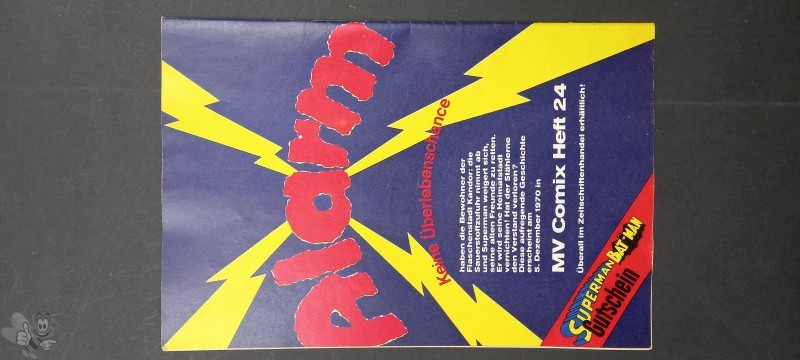 Alarm
Keine Überlebenschance
haben die Bewohner der
Flaschenstadt Kandor: die
Sauerstoffzufuhr nimmt ab
und Superman weigert sich,
seine alten Freunde zu retten.
Er wird seine Heimatstadt
vernichten! Hat der Stählerne
den Verstand verloren?
Diese aufregende Geschichte
erscheint am
5. Dezember 1970 in
MV Comix Heft 24
Überall im Zeitschriftenhandel erhältlich!
SUPERMAN BATMAN
Gutschein